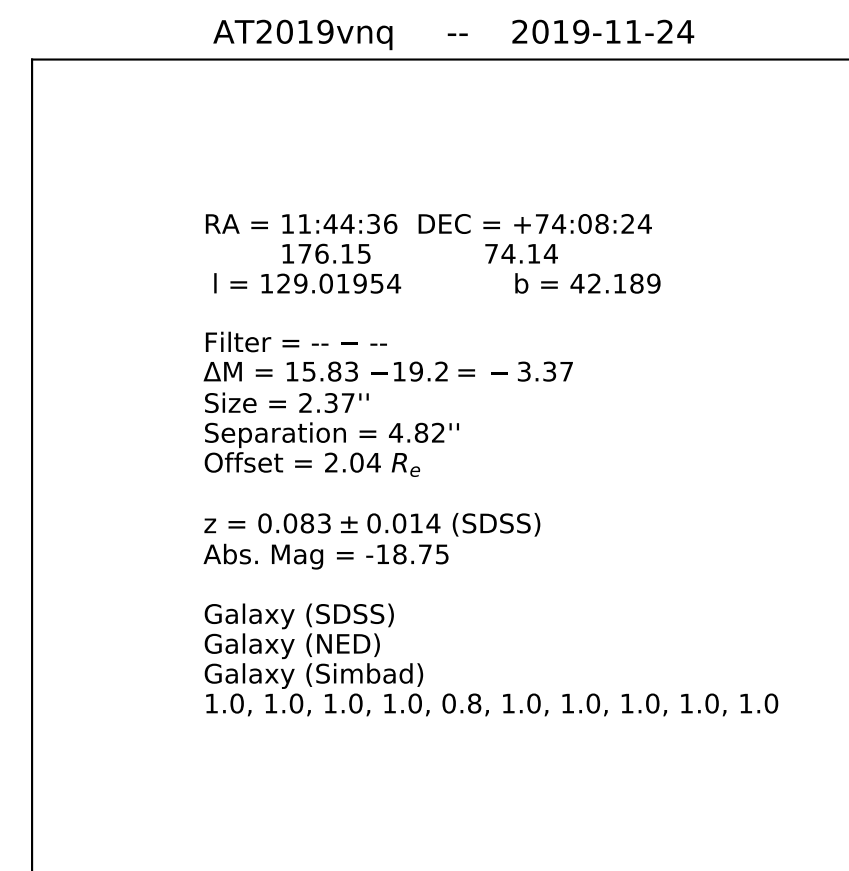 AT2019vnq -- 2019-11-24
RA = 11:44:36 DEC = +74:08:24
176.15 74.14
l = 129.01954 b = 42.189
Filter = -- − --
ΔM = 15.83 −19.2 = − 3.37
Size = 2.37''
Separation = 4.82''
Offset = 2.04 Re
z = 0.083 ± 0.014 (SDSS)
Abs. Mag = -18.75
Galaxy (SDSS)
Galaxy (NED)
Galaxy (Simbad)
1.0, 1.0, 1.0, 1.0, 0.8, 1.0, 1.0, 1.0, 1.0, 1.0